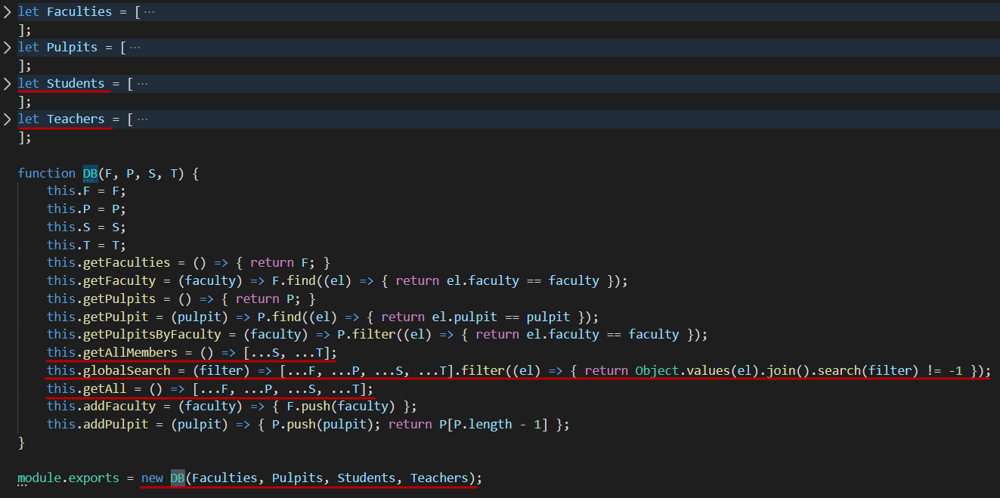 let Faculties = [ ···
];
let Pulpits = [ ···
];
let Students = [ ···
];
let Teachers = [ ···
];
function DB(F, P, S, T) {
    this.F = F;
    this.P = P;
    this.S = S;
    this.T = T;
    this.getFaculties = () => { return F; }
    this.getFaculty = (faculty) => F.find((el) => { return el.faculty == faculty });
    this.getPulpits = () => { return P; }
    this.getPulpit = (pulpit) => P.find((el) => { return el.pulpit == pulpit });
    this.getPulpitsByFaculty = (faculty) => P.filter((el) => { return el.faculty == faculty });
    this.getAllMembers = () => [...S, ...T];
    this.globalSearch = (filter) => [...F, ...P, ...S, ...T].filter((el) => { return Object.values(el).join().search(filter) != -1 });
    this.getAll = () => [...F, ...P, ...S, ...T];
    this.addFaculty = (faculty) => { F.push(faculty) };
    this.addPulpit = (pulpit) => { P.push(pulpit); return P[P.length - 1] };
}
module.exports = new DB(Faculties, Pulpits, Students, Teachers);